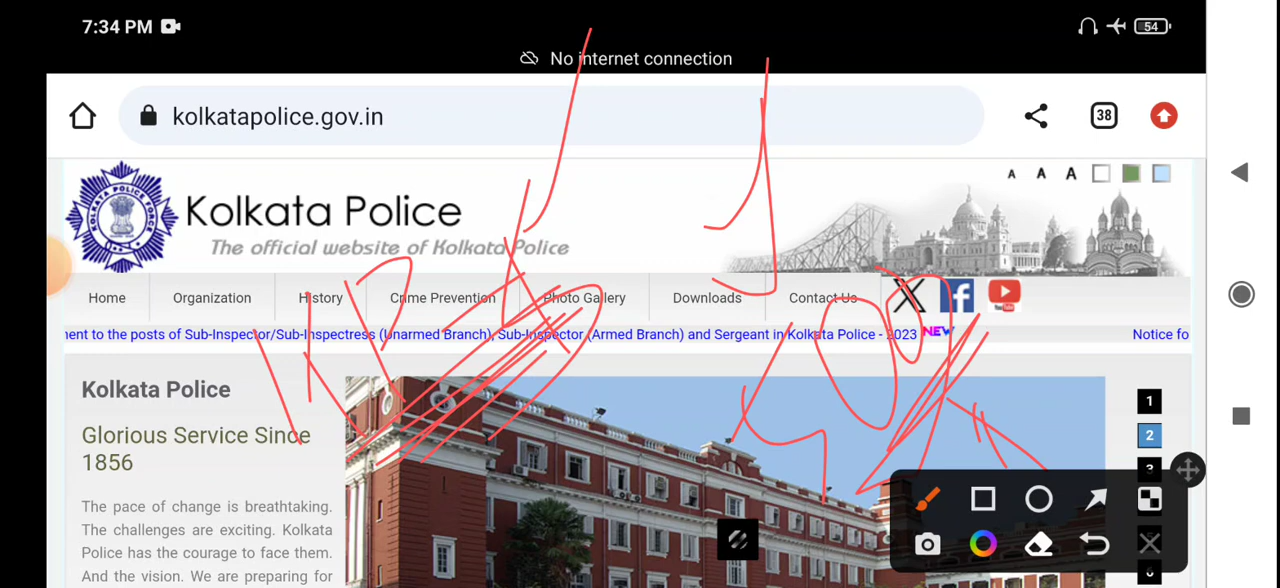 7:34 PM
54
No internet connection
kolkatapolice.gov.in
38
Kolkata Police
The official website of Kolkata Police
A A A
Home Organization History Crime Prevention Photo Gallery Downloads Contact Us
ment to the posts of Sub-Inspector/Sub-Inspectress (Unarmed Branch), Sub-Inspector (Armed Branch) and Sergeant in Kolkata Police - 2023 NEW Notice fo
Kolkata Police
Glorious Service Since
1856
The pace of change is breathtaking.
The challenges are exciting. Kolkata
Police has the courage to face them.
And the vision. We are preparing for
1
2
3